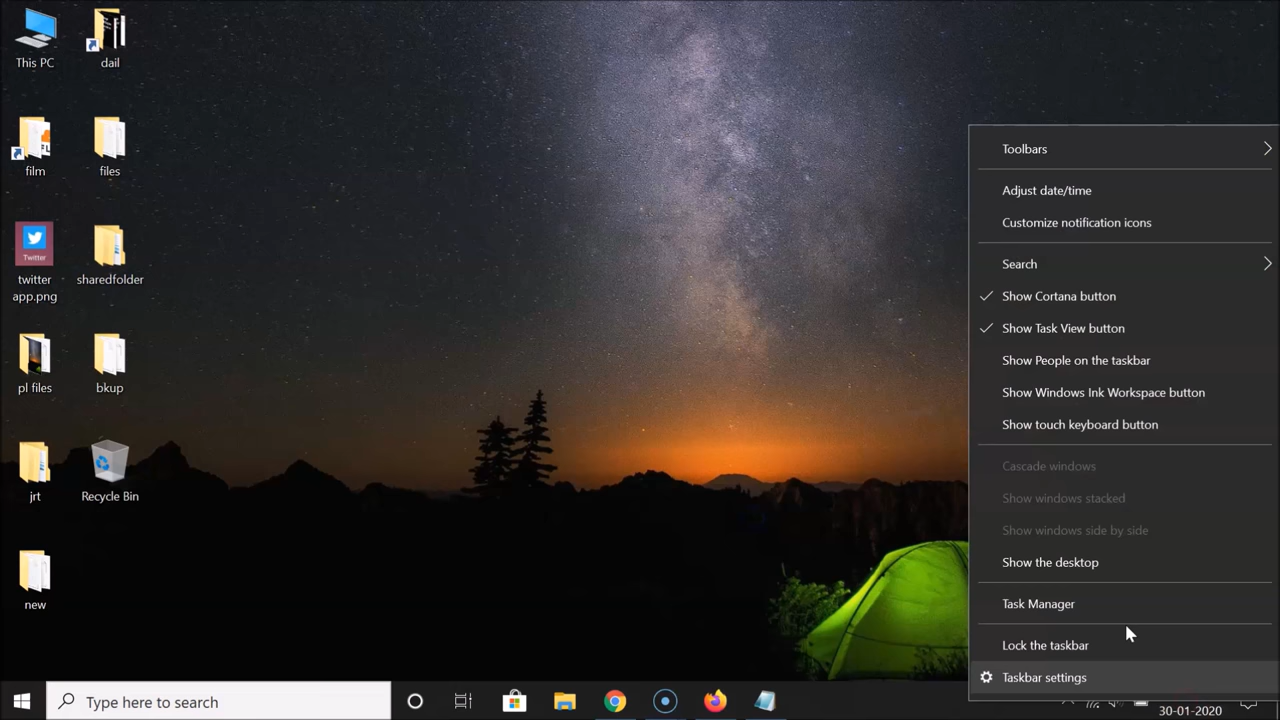 This PC
dail
film
files
Twitter
twitter
app.png
sharedfolder
pl files
bkup
jrt
Recycle Bin
new
Toolbars
Adjust date/time
Customize notification icons
Search
Show Cortana button
Show Task View button
Show People on the taskbar
Show Windows Ink Workspace button
Show touch keyboard button
Cascade windows
Show windows stacked
Show windows side by side
Show the desktop
Task Manager
Lock the taskbar
Taskbar settings
Type here to search
30-01-2020